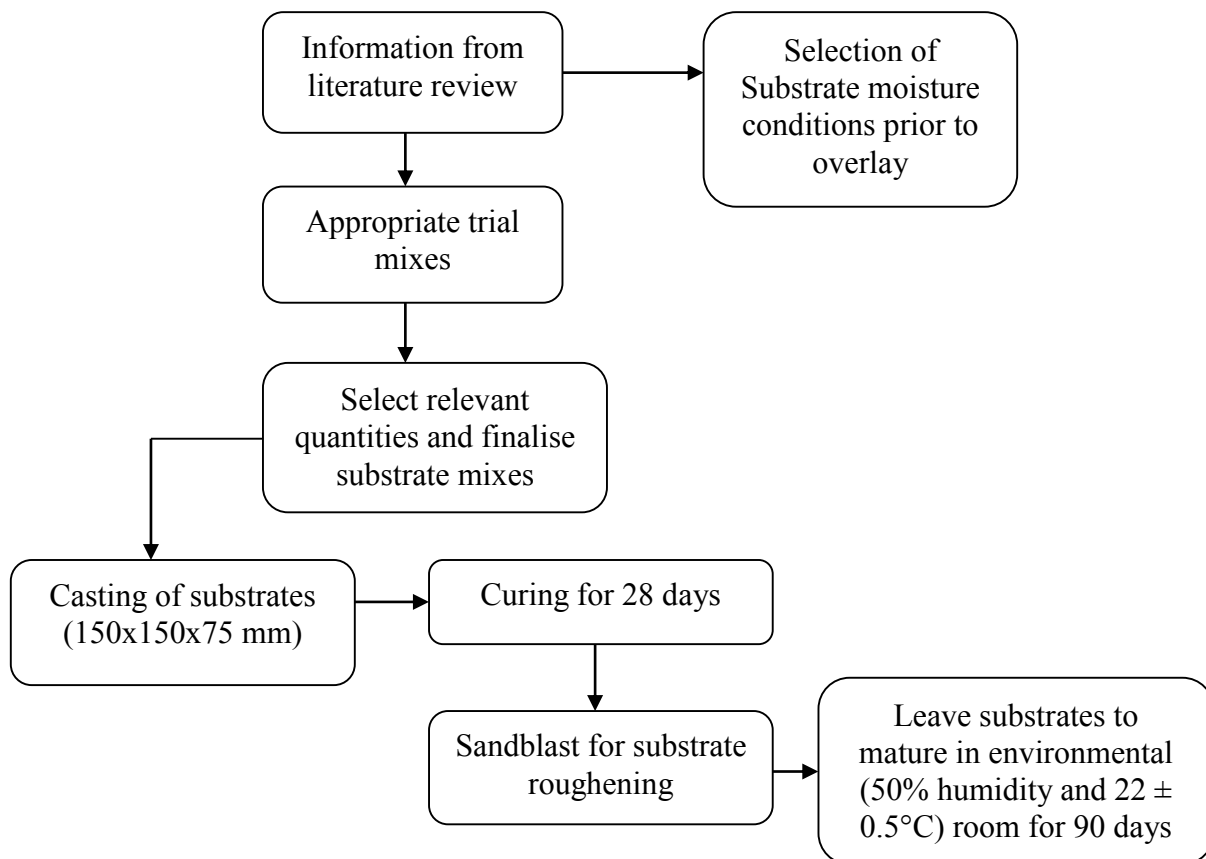 Information from
literature review
Selection of
Substrate moisture
conditions prior to
overlay
Appropriate trial
mixes
Select relevant
quantities and finalise
substrate mixes
Casting of substrates
(150x150x75 mm)
Curing for 28 days
Sandblast for substrate
roughening
Leave substrates to
mature in environmental
(50% humidity and 22 ±
0.5°C) room for 90 days